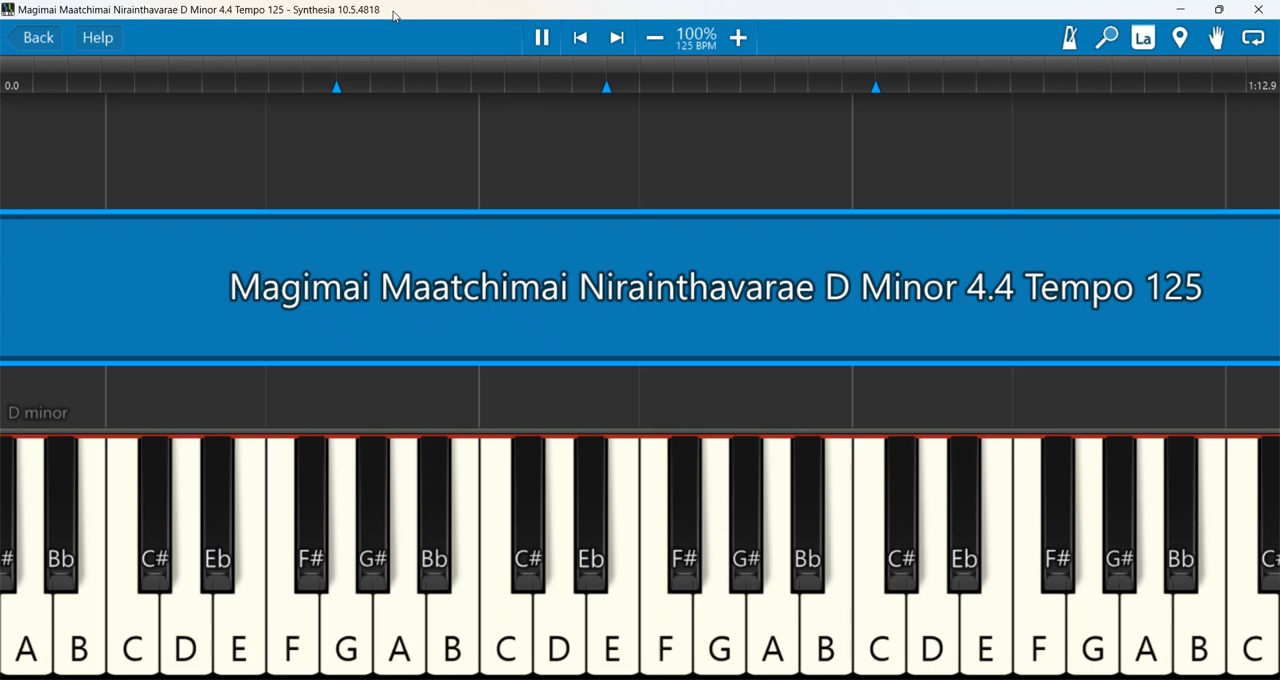 Magimai Maatchimai Nirainthavarae D Minor 4.4 Tempo 125 - Synthesia 10.5.4818
Back Help 100% La
125 BPM
0.0 1:12.9
Magimai Maatchimai Nirainthavarae D Minor 4.4 Tempo 125
D minor
# Bb C# Eb F# G# Bb C# Eb F# G# Bb C# Eb F# G# Bb C#
A B C D E F G A B C D E F G A B C D E F G A B C